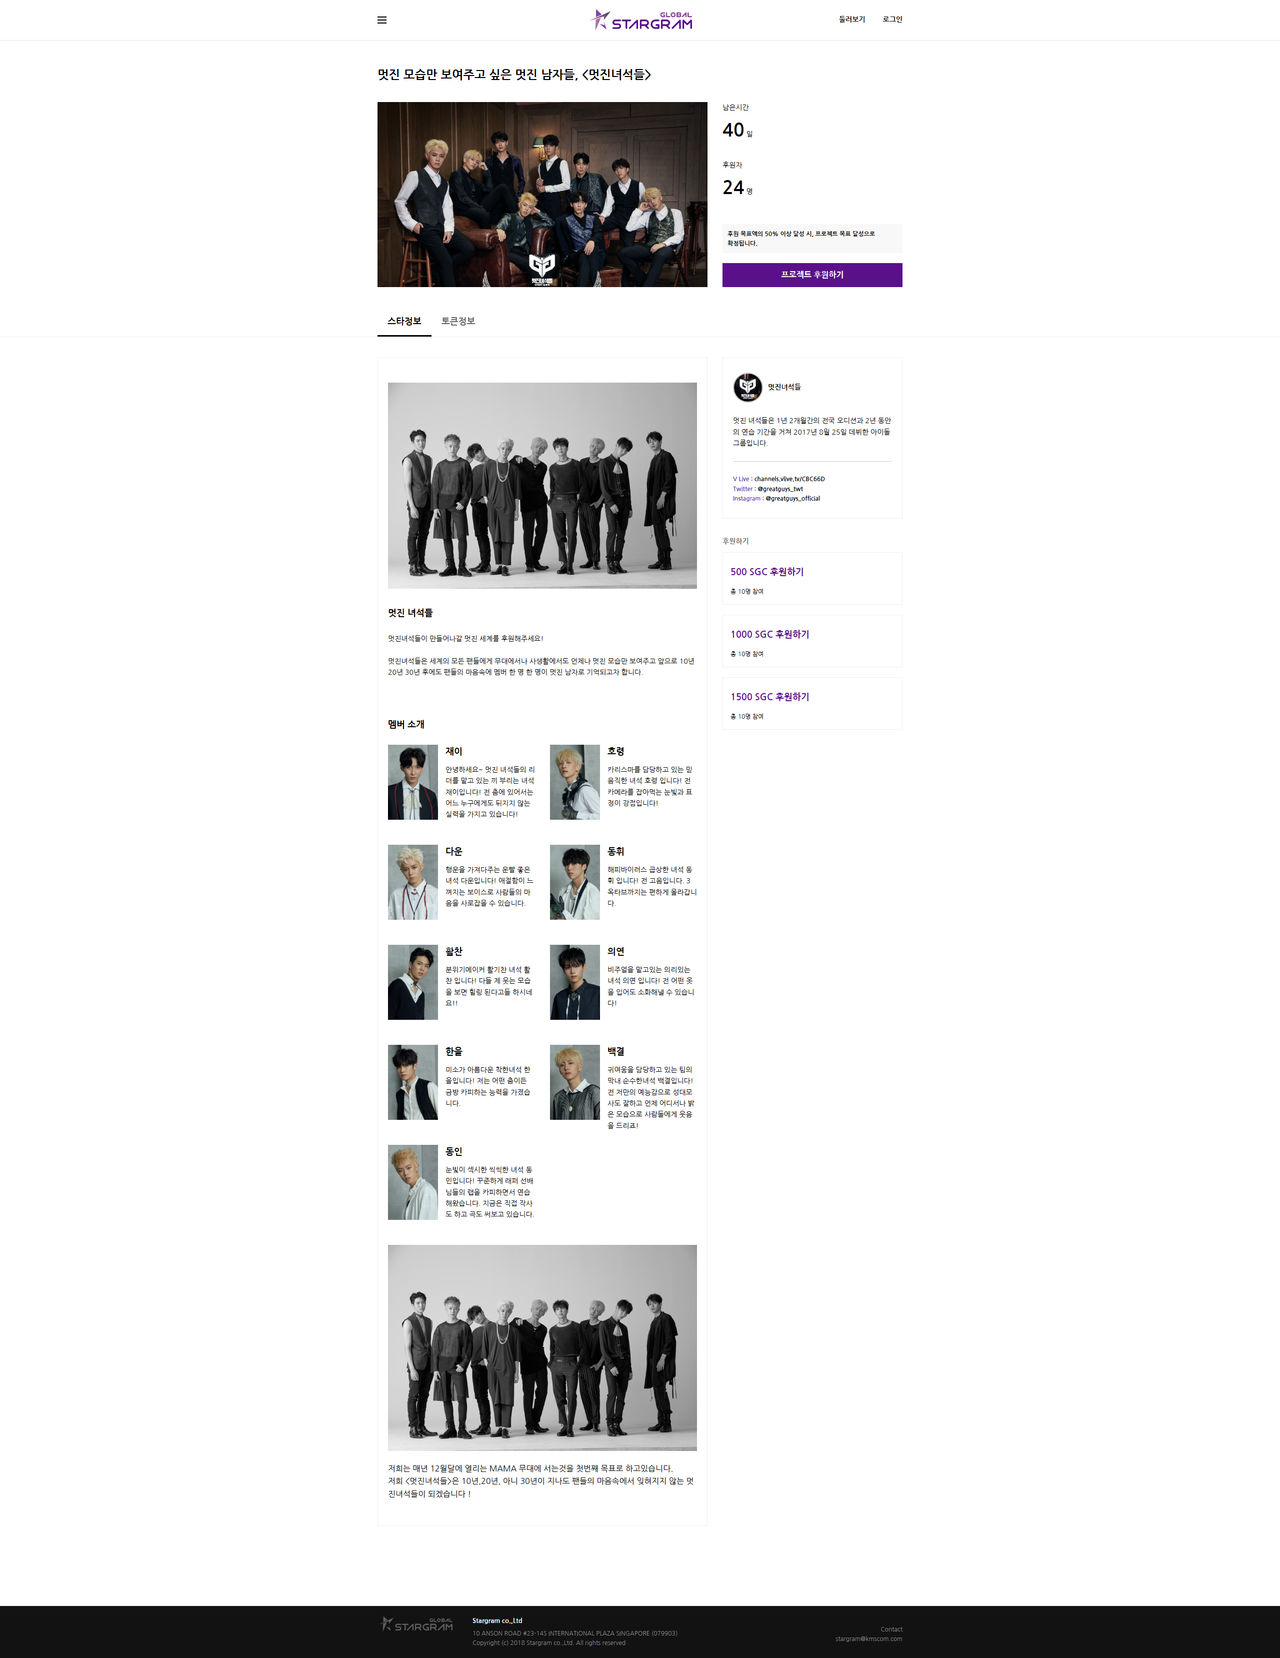 GLOBAL
STARGRAM
둘러보기
로그인
멋진 모습만 보여주고 싶은 멋진 남자들, <멋진녀석들>
남은시간
40 일
후원자
24 명
후원 목표액의 50% 이상 달성 시, 프로젝트 목표 달성으로
확정됩니다.
프로젝트 후원하기
스타정보
토큰정보
멋진 녀석들
멋진녀석들이 만들어나갈 멋진 세계를 후원해주세요!
멋진녀석들은 세계의 모든 팬들에게 무대에서나 사생활에서도 언제나 멋진 모습만 보여주고 앞으로 10년
20년 30년 후에도 팬들의 마음속에 멤버 한 명 한 명이 멋진 남자로 기억되고자 합니다.
멤버 소개
재이
안녕하세요~ 멋진 녀석들의 리
더를 맡고 있는 끼 부리는 녀석
재이입니다! 전 춤에 있어서는
어느 누구에게도 뒤지지 않는
실력을 가지고 있습니다!
호령
카리스마를 담당하고 있는 믿
음직한 녀석 호령 입니다! 전
카메라를 잡아먹는 눈빛과 표
정이 강점입니다!
다운
행운을 가져다주는 운빨 좋은
녀석 다운입니다! 애절함이 느
껴지는 보이스로 사람들의 마
음을 사로잡을 수 있습니다.
동휘
해피바이러스 곱상한 녀석 동
휘 입니다! 전 고음입니다. 3
옥타브까지는 편하게 올라갑니
다.
활찬
분위기메이커 활기찬 녀석 활
찬 입니다! 다들 제 웃는 모습
을 보면 힐링 된다고들 하시네
요!!
의연
비주얼을 맡고있는 의리있는
녀석 의연 입니다! 전 어떤 옷
을 입어도 소화해낼 수 있습니
다!
한울
미소가 아름다운 착한녀석 한
울입니다! 저는 어떤 춤이든
금방 카피하는 능력을 가졌습
니다.
백결
귀여움을 담당하고 있는 팀의
막내 순수한녀석 백결입니다!
전 저만의 예능감으로 성대모
사도 잘하고 언제 어디서나 밝
은 모습으로 사람들에게 웃음
을 드리죠!
동인
눈빛이 섹시한 씩씩한 녀석 동
인입니다! 꾸준하게 래퍼 선배
님들의 랩을 카피하면서 연습
해왔습니다. 지금은 직접 작사
도 하고 곡도 써보고 있습니다.
저희는 매년 12월달에 열리는 MAMA 무대에 서는것을 첫번째 목표로 하고있습니다.
저희 <멋진녀석들>은 10년,20년, 아니 30년이 지나도 팬들의 마음속에서 잊혀지지 않는 멋
진녀석들이 되겠습니다 !
멋진녀석들
멋진 녀석들은 1년 2개월간의 전국 오디션과 2년 동안
의 연습 기간을 거쳐 2017년 8월 25일 데뷔한 아이돌
그룹입니다.
V Live : channels.vlive.tv/CBC66D
Twitter : @greatguys_twt
Instagram : @greatguys_official
후원하기
500 SGC 후원하기
총 10명 참여
1000 SGC 후원하기
총 10명 참여
1500 SGC 후원하기
총 10명 참여
GLOBAL
STARGRAM
Stargram co.,Ltd
10 ANSON ROAD #23-14S INTERNATIONAL PLAZA SINGAPORE (079903)
Copyright (c) 2018 Stargram co.,Ltd. All rights reserved
Contact
stargram@kmscom.com